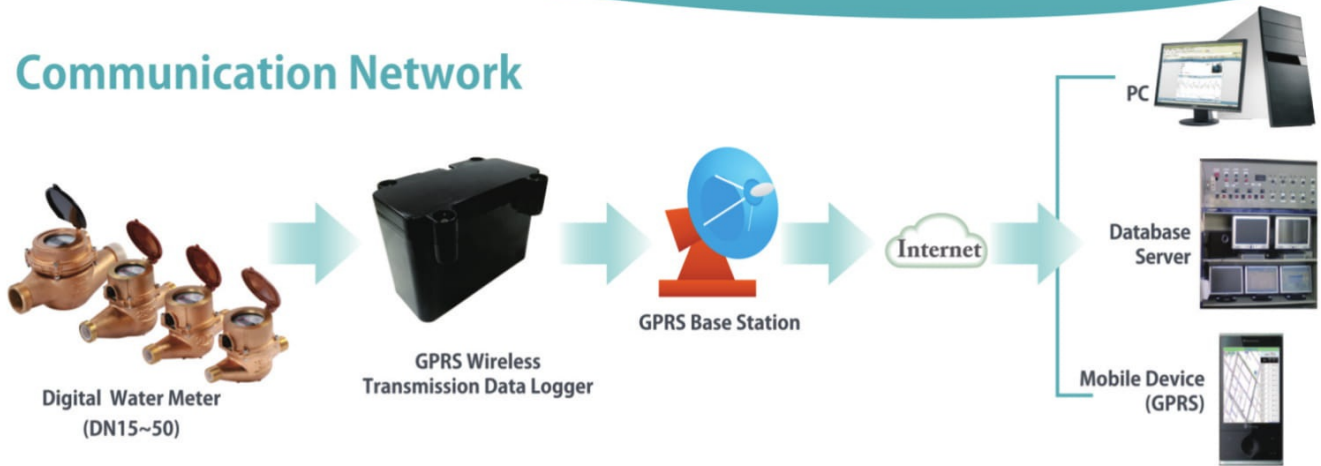 Communication Network
Digital Water Meter
(DN15~50)
GPRS Wireless
Transmission Data Logger
GPRS Base Station
Internet
PC
Database
Server
Mobile Device
(GPRS)